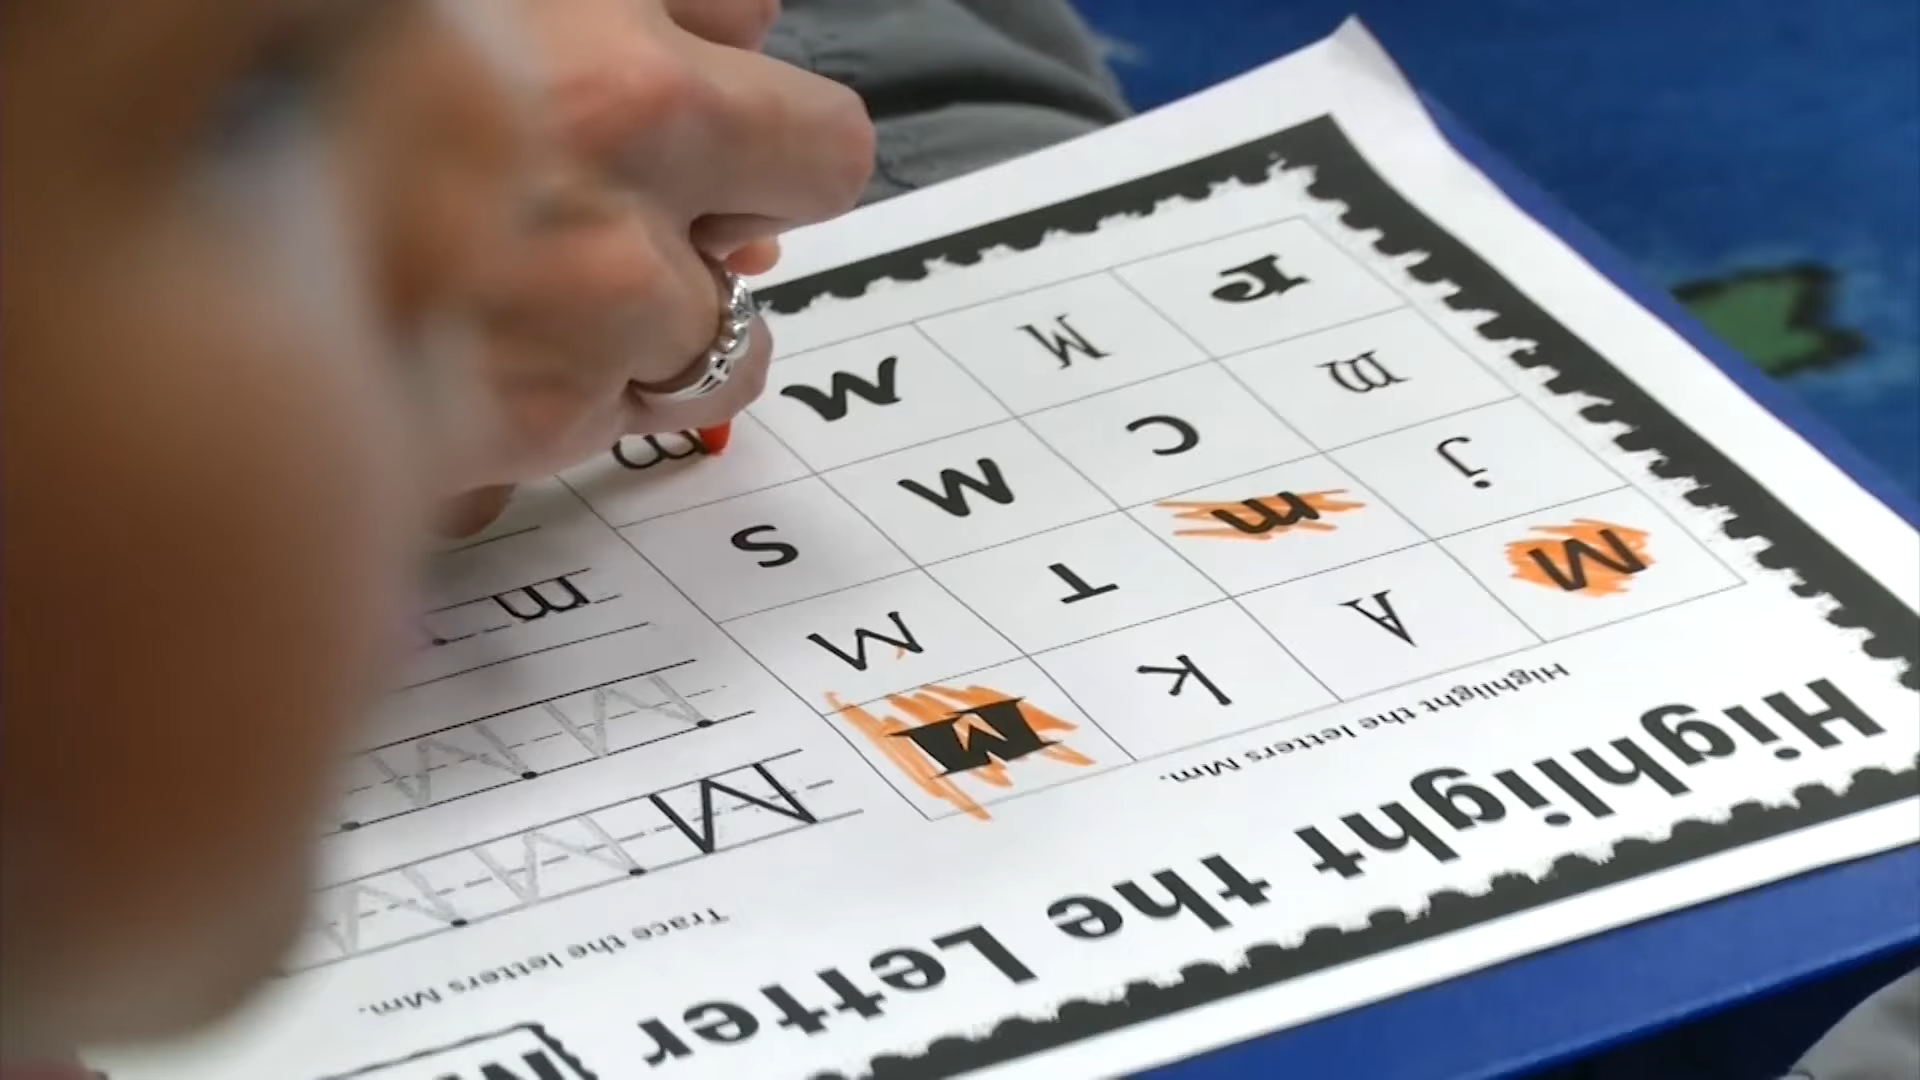 Highlight the Letter M
Highlight the letters Mm.
M A k M
j m T M
m C M S
r M M m
Trace the letters Mm.
M M M M
M M
m